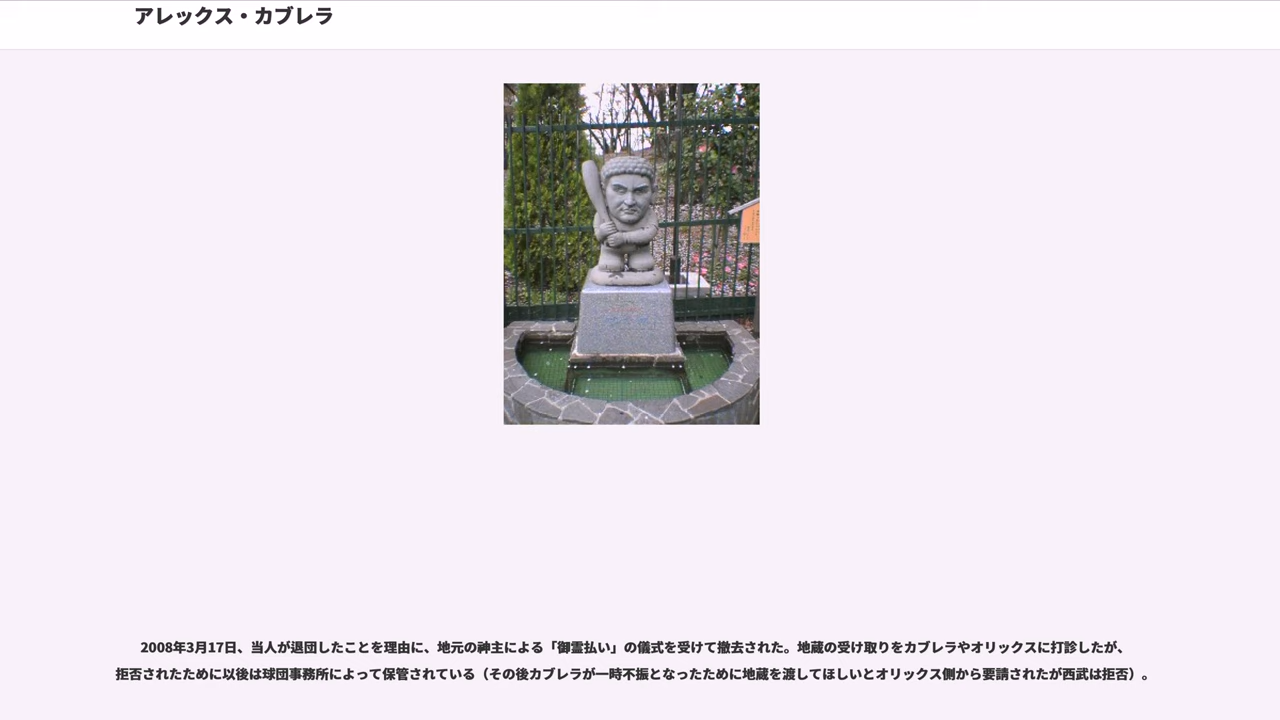 アレックス・カブレラ
2008年3月17日、当人が退団したことを理由に、地元の神主による「御霊払い」の儀式を受けて撤去された。地蔵の受け取りをカブレラやオリックスに打診したが、
拒否されたために以後は球団事務所によって保管されている（その後カブレラが一時不振となったために地蔵を渡してほしいとオリックス側から要請されたが西武は拒否）。